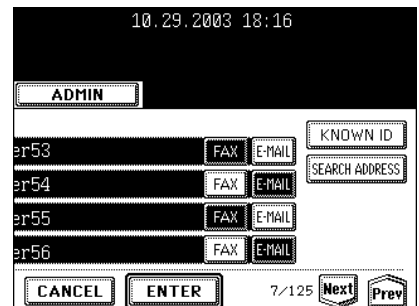 10.29.2003 18:16
ADMIN
KNOWN ID
er53 FAX E-MAIL
SEARCH ADDRESS
er54 FAX E-MAIL
er55 FAX E-MAIL
er56 FAX E-MAIL
CANCEL ENTER 7/125 Next Prev